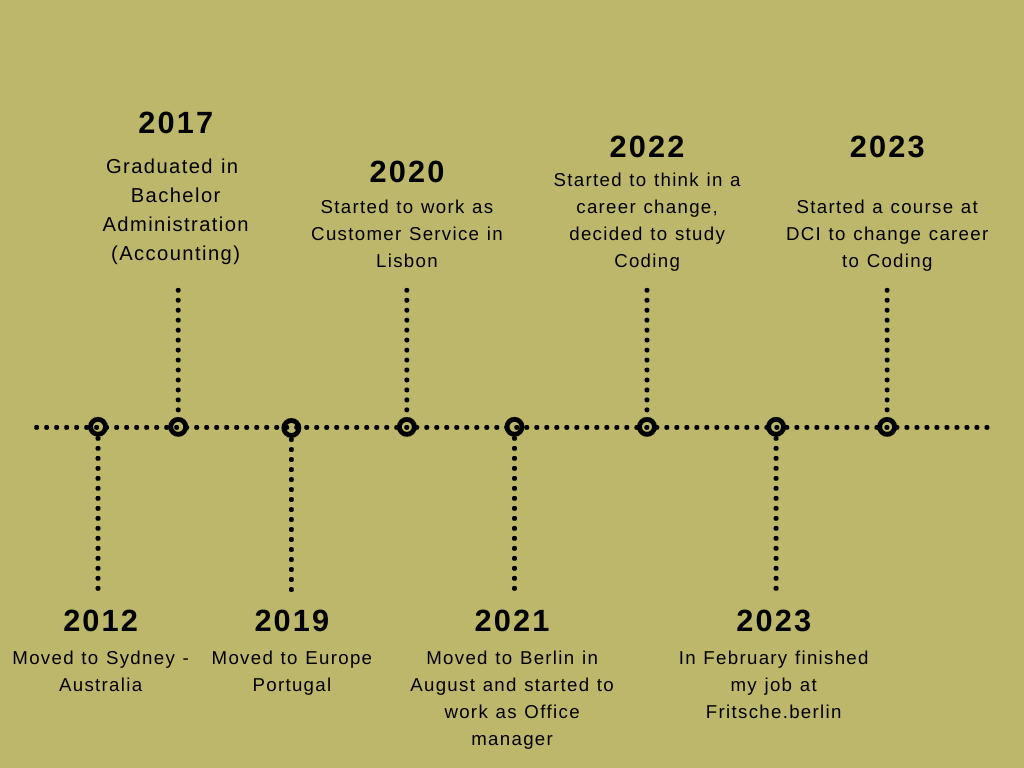 2017
Graduated in
Bachelor
Administration
(Accounting)
2020
Started to work as
Customer Service in
Lisbon
2022
Started to think in a
career change,
decided to study
Coding
2023
Started a course at
DCI to change career
to Coding
2012
Moved to Sydney -
Australia
2019
Moved to Europe
Portugal
2021
Moved to Berlin in
August and started to
work as Office
manager
2023
In February finished
my job at
Fritsche.berlin